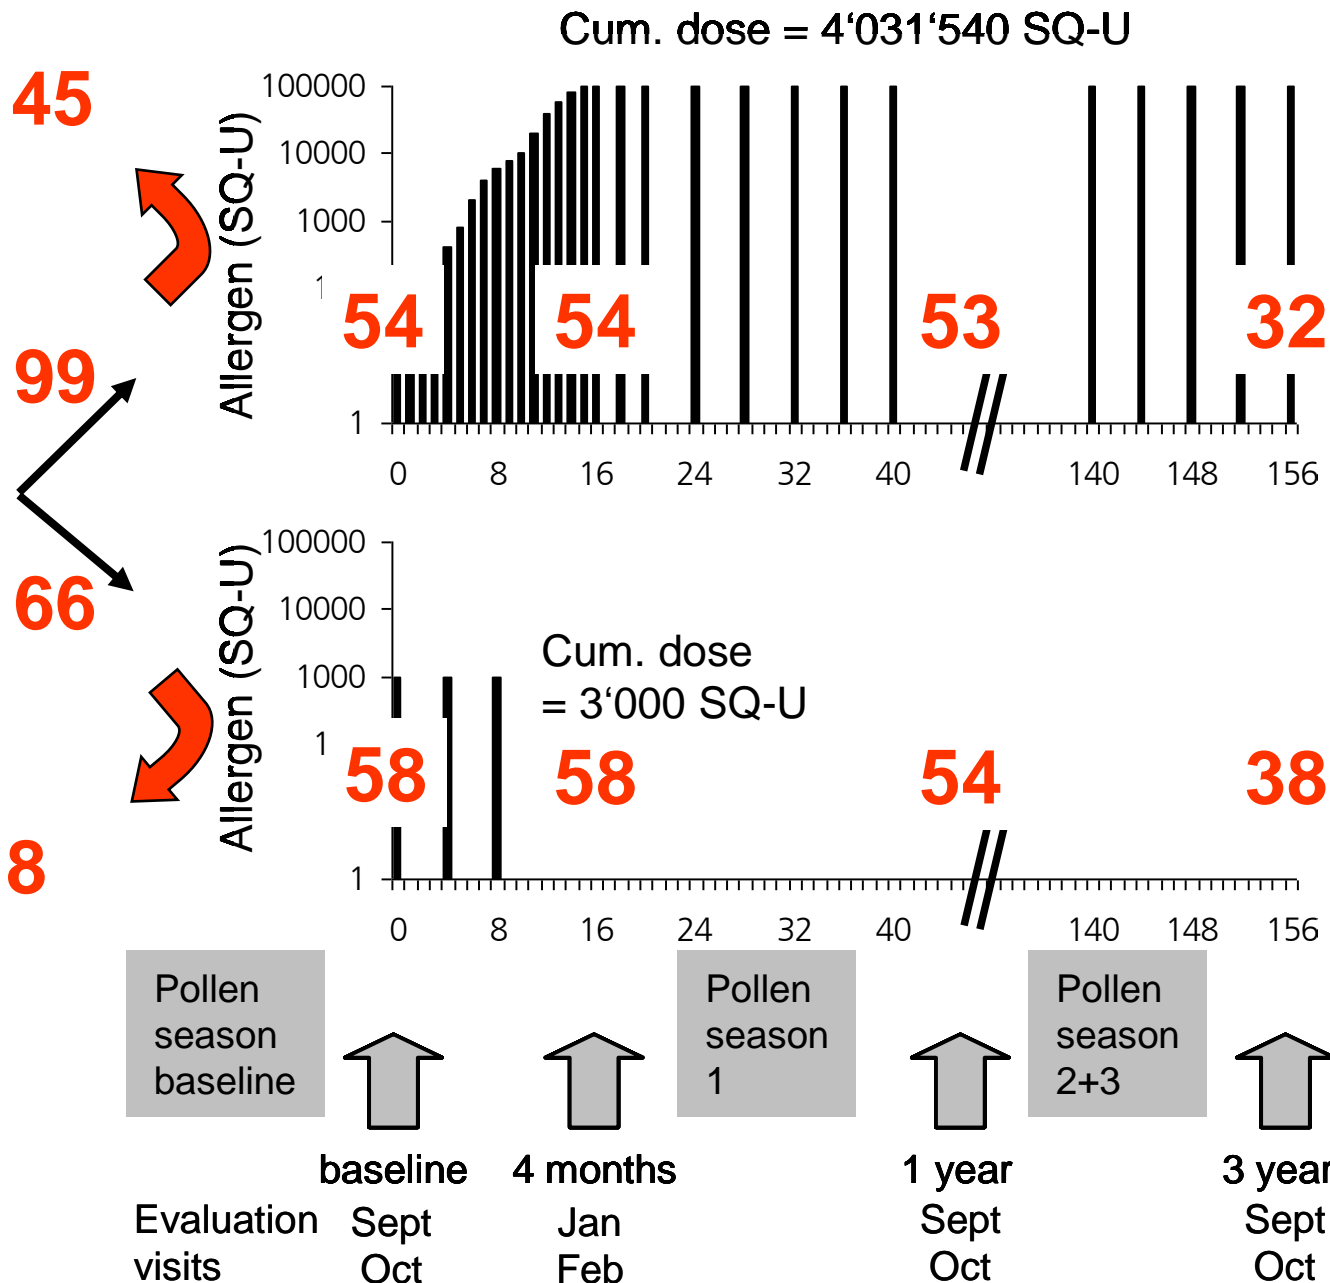 Cum. dose = 4‘031‘540 SQ-U
45
99
66
8
Allergen (SQ-U)
100000
10000
1000
1
1
54
54
53
32
0 8 16 24 32 40 140 148 156
Allergen (SQ-U)
100000
10000
1000
1
1
Cum. dose
= 3‘000 SQ-U
58
58
54
38
0 8 16 24 32 40 140 148 156
Pollen
season
baseline
Pollen
season
1
Pollen
season
2+3
Evaluation
visits
baseline
Sept
Oct
4 months
Jan
Feb
1 year
Sept
Oct
3 year
Sept
Oct